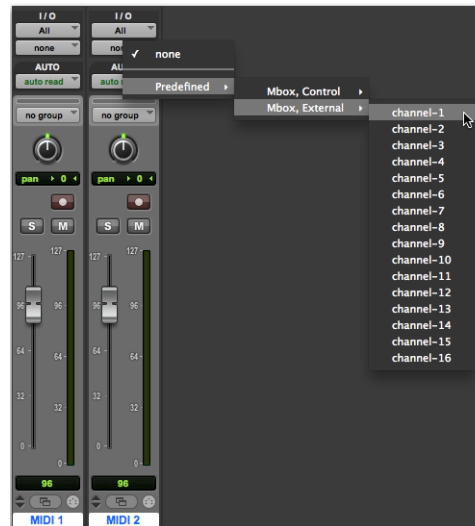 I/O
All
none
AUTO
auto read
no group
pan 0
S M
127 127
96 96
64 64
32 32
0 0
96
MIDI 1
I/O
All
AU
auto read
no group
pan 0
S M
127 127
96 96
64 64
32 32
0 0
96
MIDI 2
✓ none
Predefined
Mbox, Control
Mbox, External
channel-1
channel-2
channel-3
channel-4
channel-5
channel-6
channel-7
channel-8
channel-9
channel-10
channel-11
channel-12
channel-13
channel-14
channel-15
channel-16